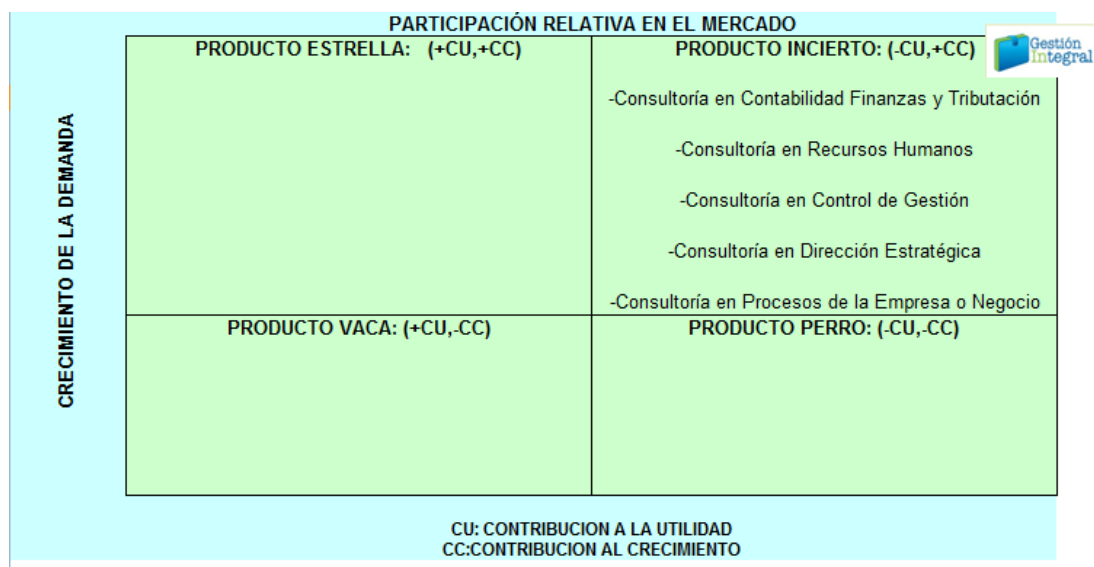 PARTICIPACIÓN RELATIVA EN EL MERCADO
Gestión
Integral
CRECIMIENTO DE LA DEMANDA
PRODUCTO ESTRELLA: (+CU,+CC)
PRODUCTO INCIERTO: (-CU,+CC)
-Consultoría en Contabilidad Finanzas y Tributación
-Consultoría en Recursos Humanos
-Consultoría en Control de Gestión
-Consultoría en Dirección Estratégica
-Consultoría en Procesos de la Empresa o Negocio
PRODUCTO VACA: (+CU,-CC)
PRODUCTO PERRO: (-CU,-CC)
CU: CONTRIBUCION A LA UTILIDAD
CC:CONTRIBUCION AL CRECIMIENTO